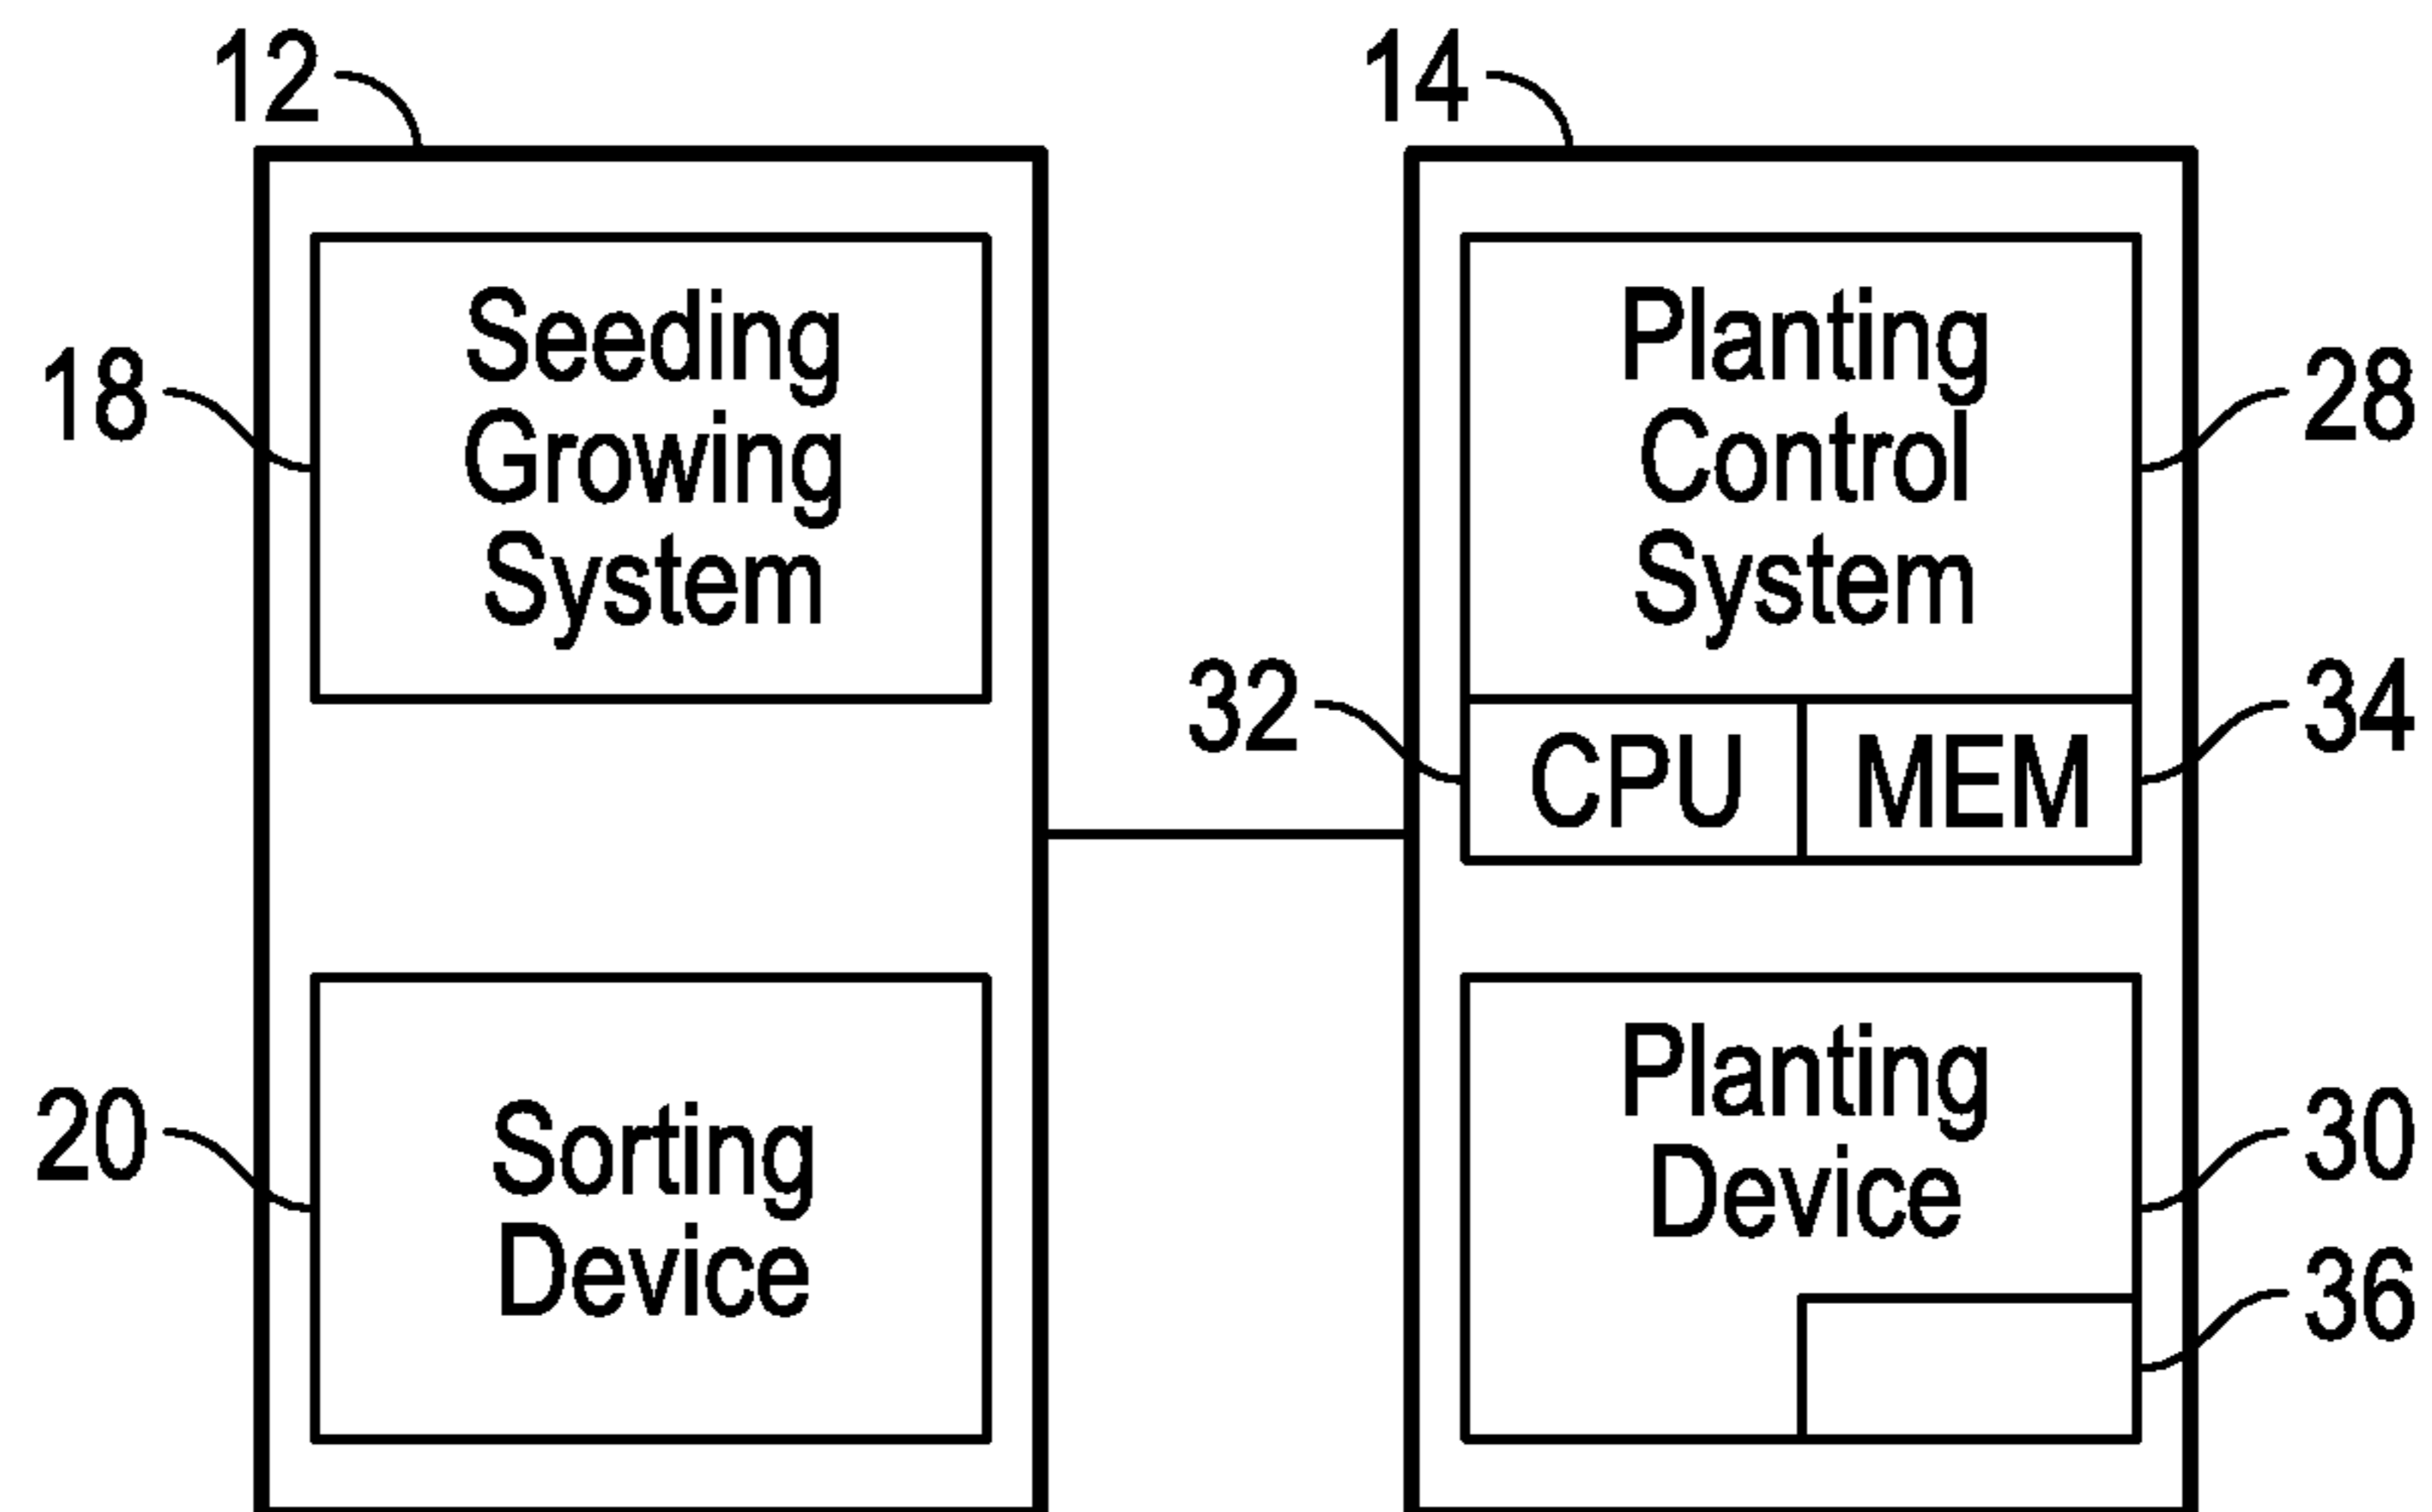 12
14
18
Seeding
Growing
System
Planting
Control
System
28
32
CPU
MEM
34
20
Sorting
Device
Planting
Device
30
36